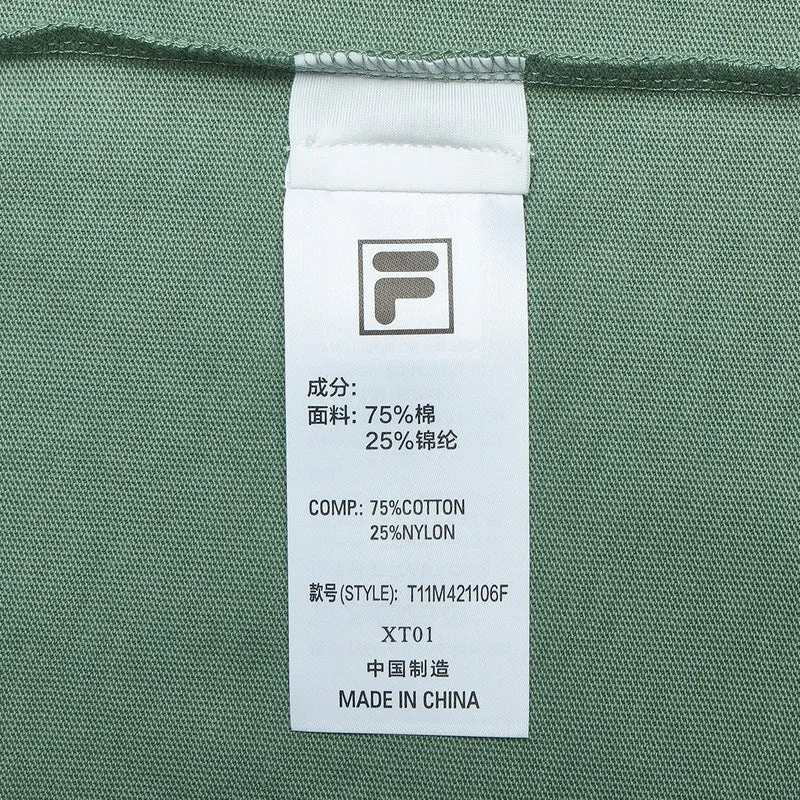 F
成分:
面料: 75%棉
25%锦纶
COMP.: 75%COTTON
25%NYLON
款号(STYLE): T11M421106F
XT01
中国制造
MADE IN CHINA